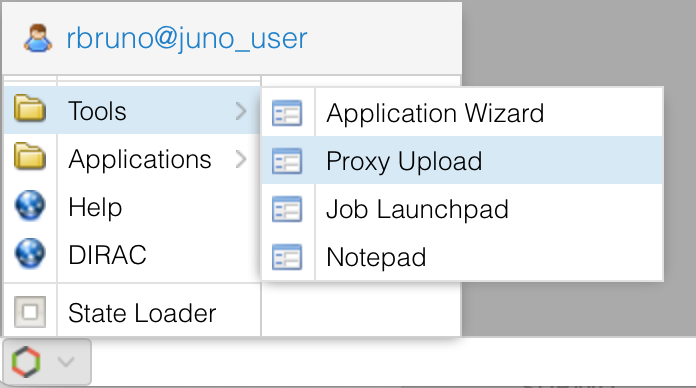 rbruno@juno_user
Tools
Applications
Help
DIRAC
State Loader
Application Wizard
Proxy Upload
Job Launchpad
Notepad